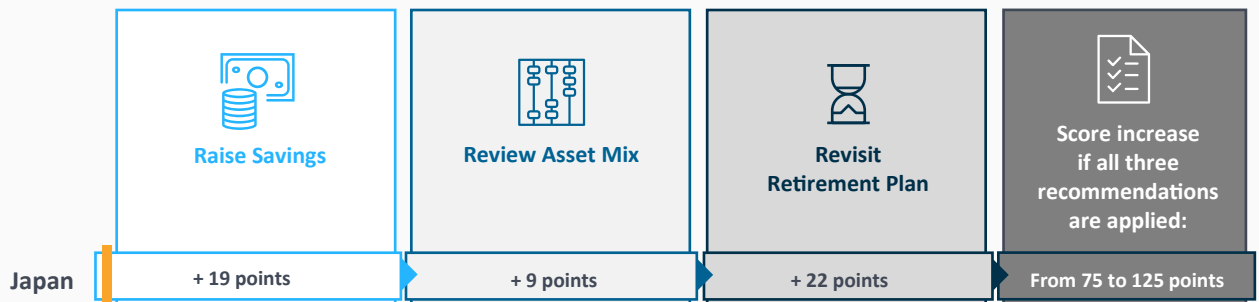 Raise Savings
Review Asset Mix
Revisit
Retirement Plan
Score increase
if all three
recommendations
are applied:
Japan
+ 19 points
+ 9 points
+ 22 points
From 75 to 125 points